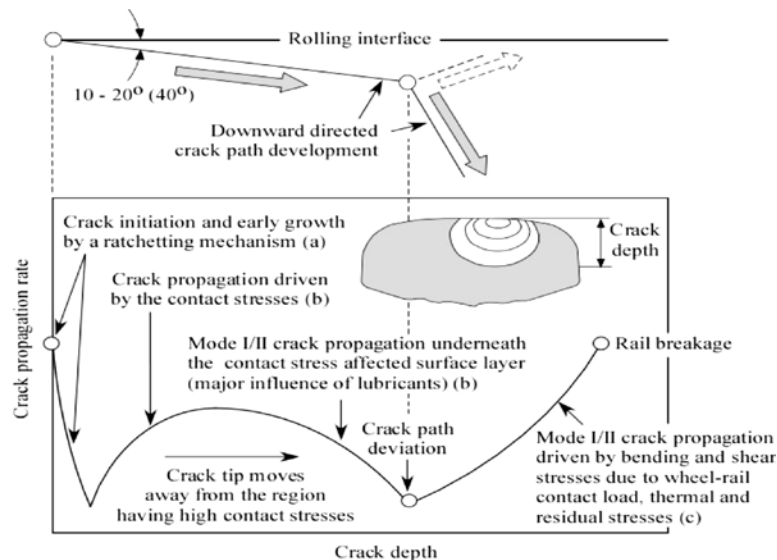 Rolling interface
10 - 20° (40°)
Downward directed
crack path development
Crack initiation and early growth
by a ratchetting mechanism (a)
Crack
depth
Crack propagation driven
by the contact stresses (b)
Mode I/II crack propagation underneath
the contact stress affected surface layer
(major influence of lubricants) (b)
Rail breakage
Crack propagation rate
Crack path
deviation
Crack tip moves
away from the region
having high contact stresses
Mode I/II crack propagation
driven by bending and shear
stresses due to wheel-rail
contact load, thermal and
residual stresses (c)
Crack depth